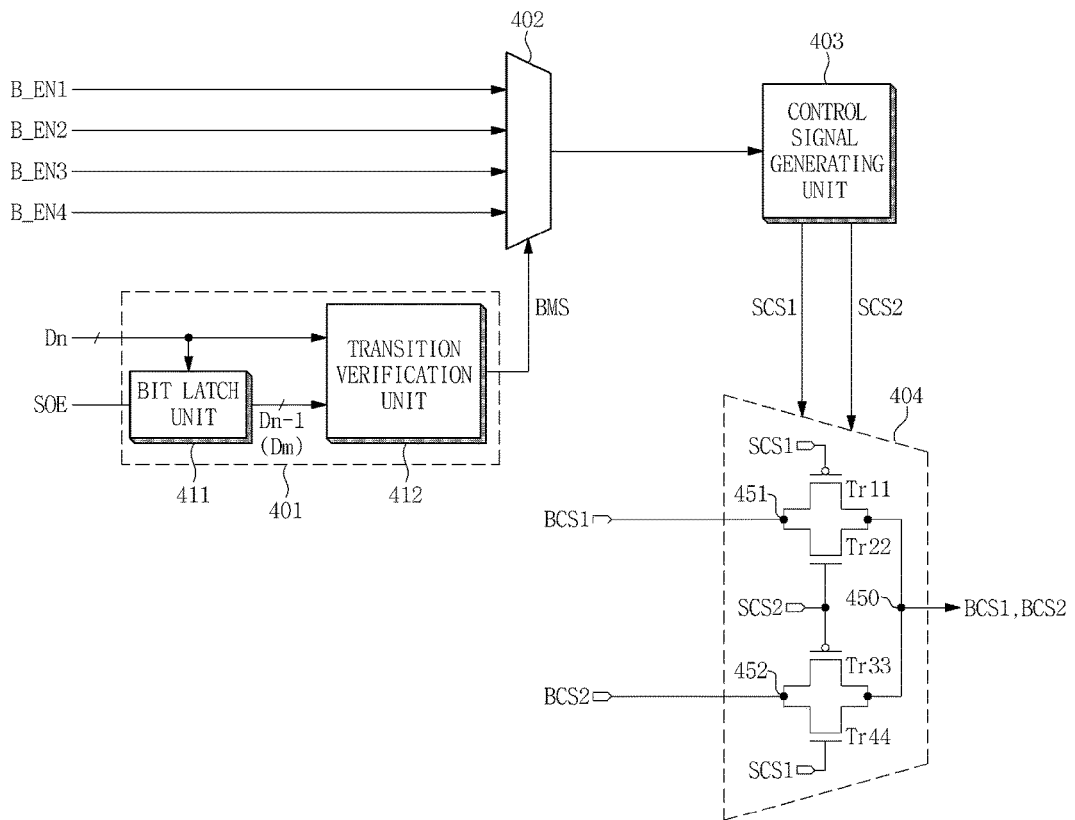 402
403
B_EN1
B_EN2
B_EN3
B_EN4
CONTROL
SIGNAL
GENERATING
UNIT
BMS
SCS1
SCS2
Dn
TRANSITION
VERIFICATION
UNIT
SOE
BIT LATCH
UNIT
Dn-1
(Dm)
411
401
412
404
SCS1
Tr11
451
BCS1
Tr22
SCS2
450
BCS1,BCS2
Tr33
452
BCS2
Tr44
SCS1